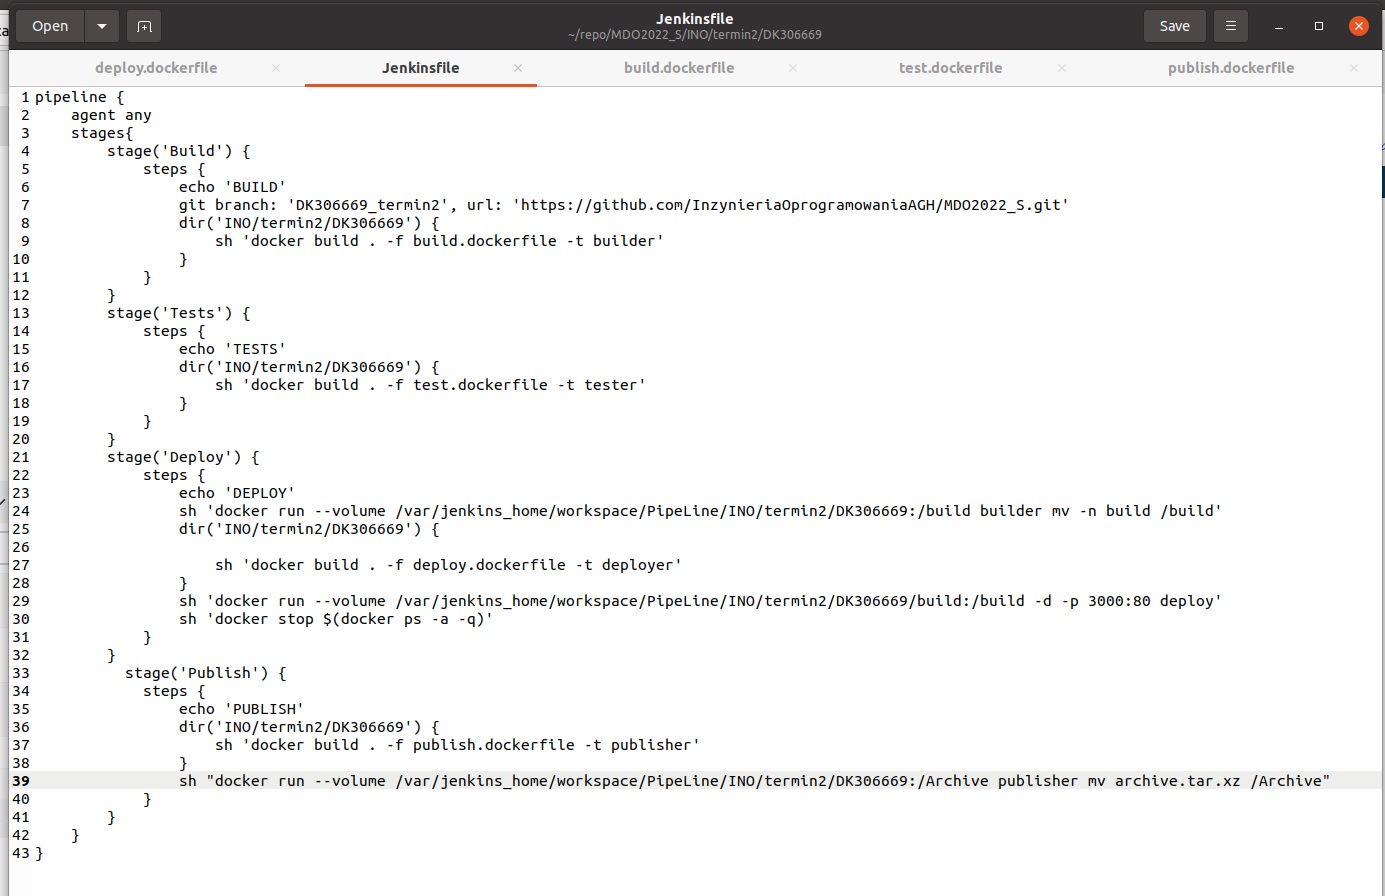 Open
Jenkinsfile
~/repo/MDO2022_S/INO/termin2/DK306669
Save
deploy.dockerfile
Jenkinsfile
build.dockerfile
test.dockerfile
publish.dockerfile
1 pipeline {
2     agent any
3     stages{
4         stage('Build') {
5             steps {
6                 echo 'BUILD'
7                 git branch: 'DK306669_termin2', url: 'https://github.com/InzynieriaOprogramowaniaAGH/MDO2022_S.git'
8                 dir('INO/termin2/DK306669') {
9                     sh 'docker build . -f build.dockerfile -t builder'
10                 }
11             }
12         }
13         stage('Tests') {
14             steps {
15                 echo 'TESTS'
16                 dir('INO/termin2/DK306669') {
17                     sh 'docker build . -f test.dockerfile -t tester'
18                 }
19             }
20         }
21         stage('Deploy') {
22             steps {
23                 echo 'DEPLOY'
24                 sh 'docker run --volume /var/jenkins_home/workspace/PipeLine/INO/termin2/DK306669:/build builder mv -n build /build'
25                 dir('INO/termin2/DK306669') {
26
27                     sh 'docker build . -f deploy.dockerfile -t deployer'
28                 }
29                 sh 'docker run --volume /var/jenkins_home/workspace/PipeLine/INO/termin2/DK306669/build:/build -d -p 3000:80 deploy'
30                 sh 'docker stop $(docker ps -a -q)'
31             }
32         }
33           stage('Publish') {
34             steps {
35                 echo 'PUBLISH'
36                 dir('INO/termin2/DK306669') {
37                     sh 'docker build . -f publish.dockerfile -t publisher'
38                 }
39                 sh "docker run --volume /var/jenkins_home/workspace/PipeLine/INO/termin2/DK306669:/Archive publisher mv archive.tar.xz /Archive"
40             }
41         }
42     }
43 }